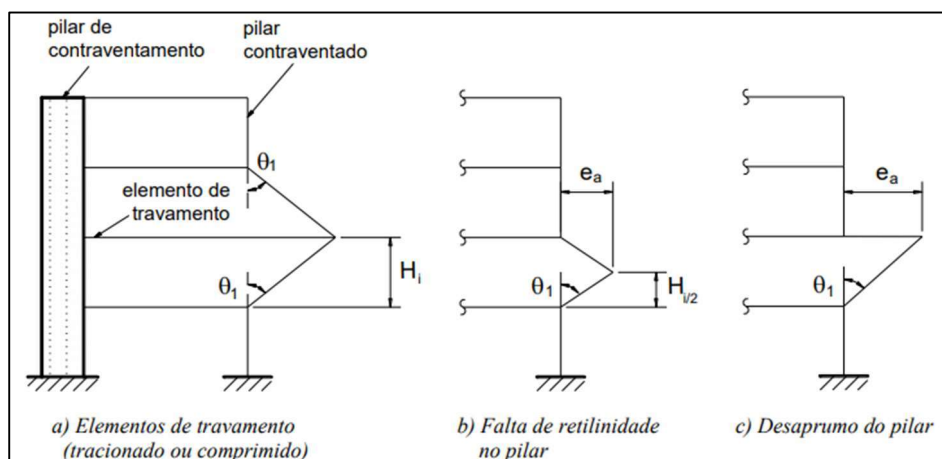 pilar de
contraventamento
pilar
contraventado
θ1
elemento de
travamento
θ1
Hi
ea
θ1
Hi/2
ea
θ1
a) Elementos de travamento
(tracionado ou comprimido)
b) Falta de retilinidade
no pilar
c) Desaprumo do pilar